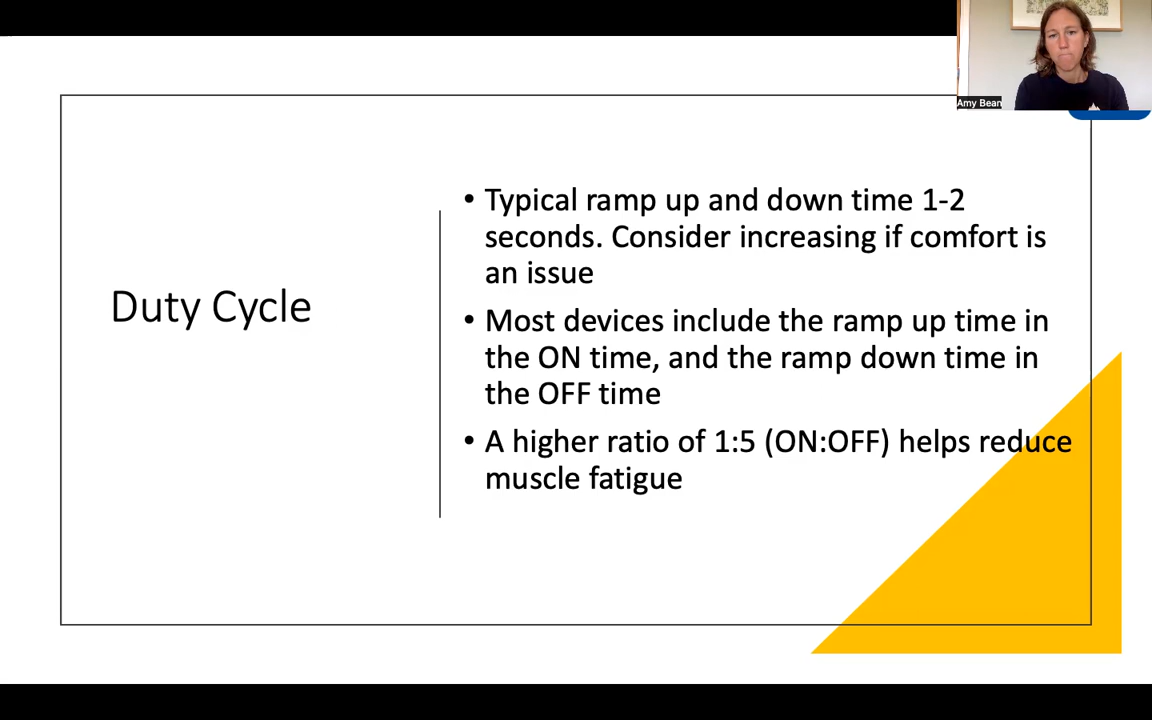 Amy Bean
Duty Cycle
• Typical ramp up and down time 1-2
seconds. Consider increasing if comfort is
an issue
• Most devices include the ramp up time in
the ON time, and the ramp down time in
the OFF time
• A higher ratio of 1:5 (ON:OFF) helps reduce
muscle fatigue